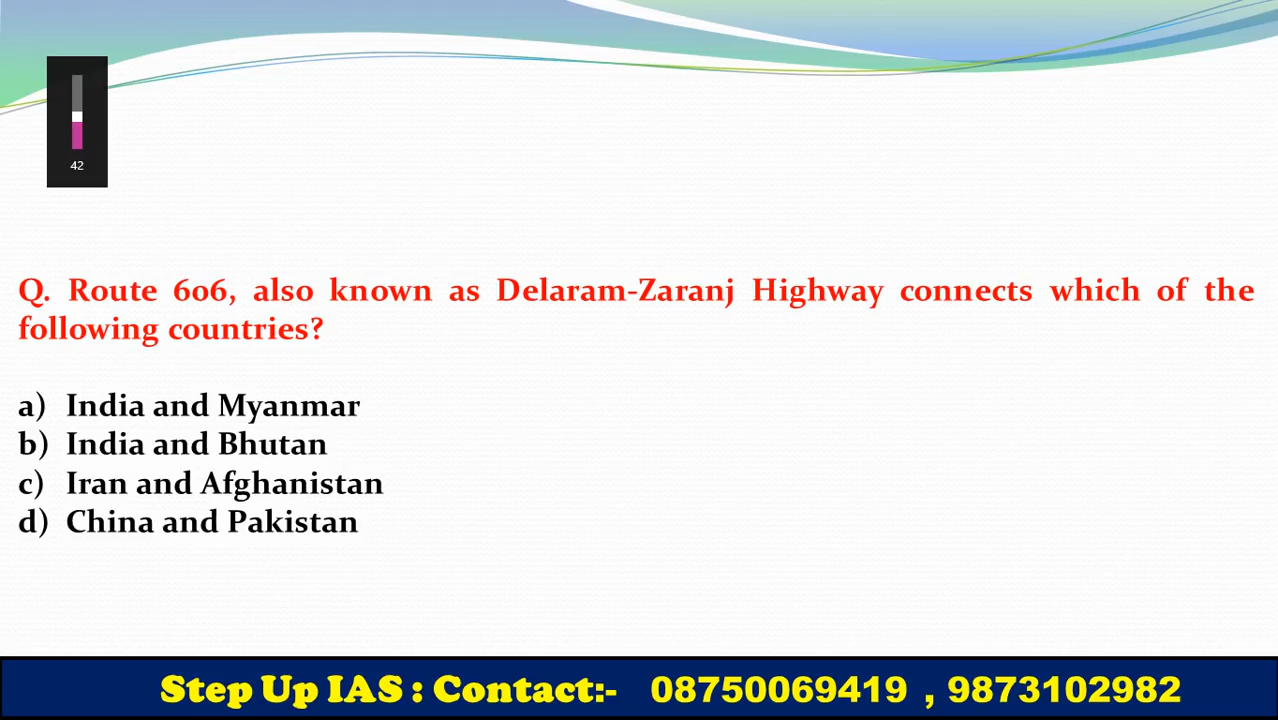 42
Q. Route 606, also known as Delaram-Zaranj Highway connects which of the
following countries?
a) India and Myanmar
b) India and Bhutan
c) Iran and Afghanistan
d) China and Pakistan
Step Up IAS : Contact:- 08750069419 , 9873102982